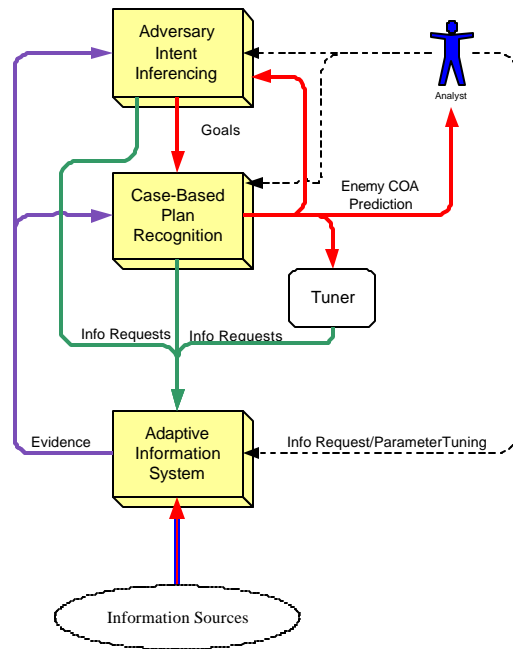 Adversary
Intent
Inferencing
Analyst
Goals
Case-Based
Plan
Recognition
Enemy COA
Prediction
Tuner
Info Requests
Info Requests
Evidence
Adaptive
Information
System
Info Request/ParameterTuning
Information Sources